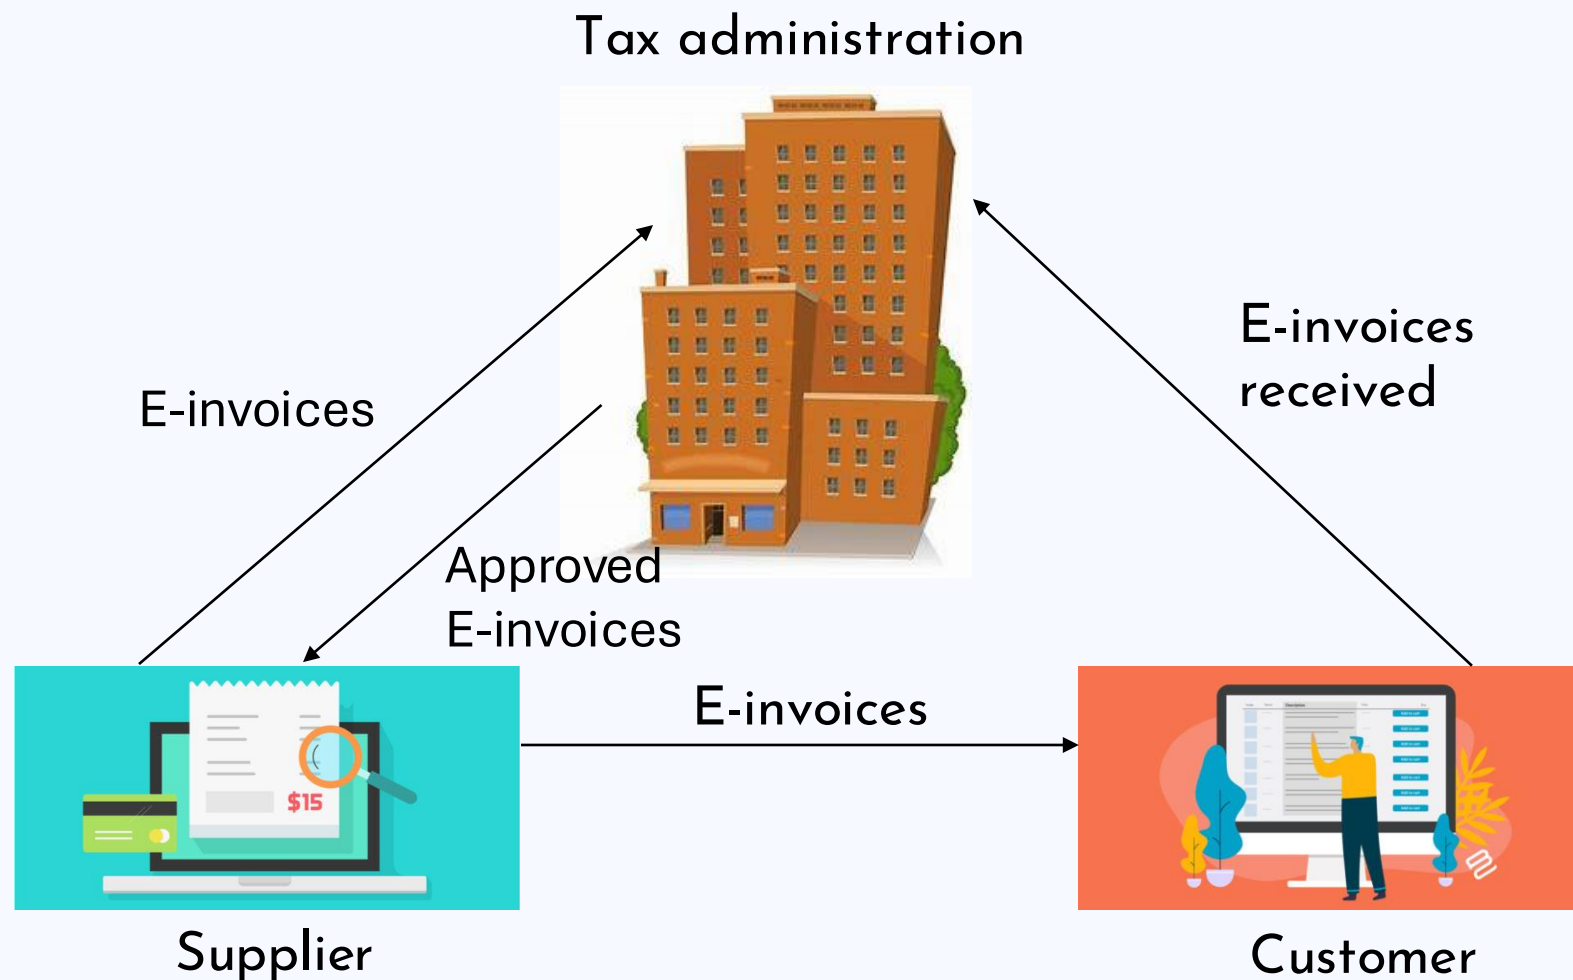 Tax administration
E-invoices
received
E-invoices
Approved
E-invoices
E-invoices
$15
Supplier
Customer